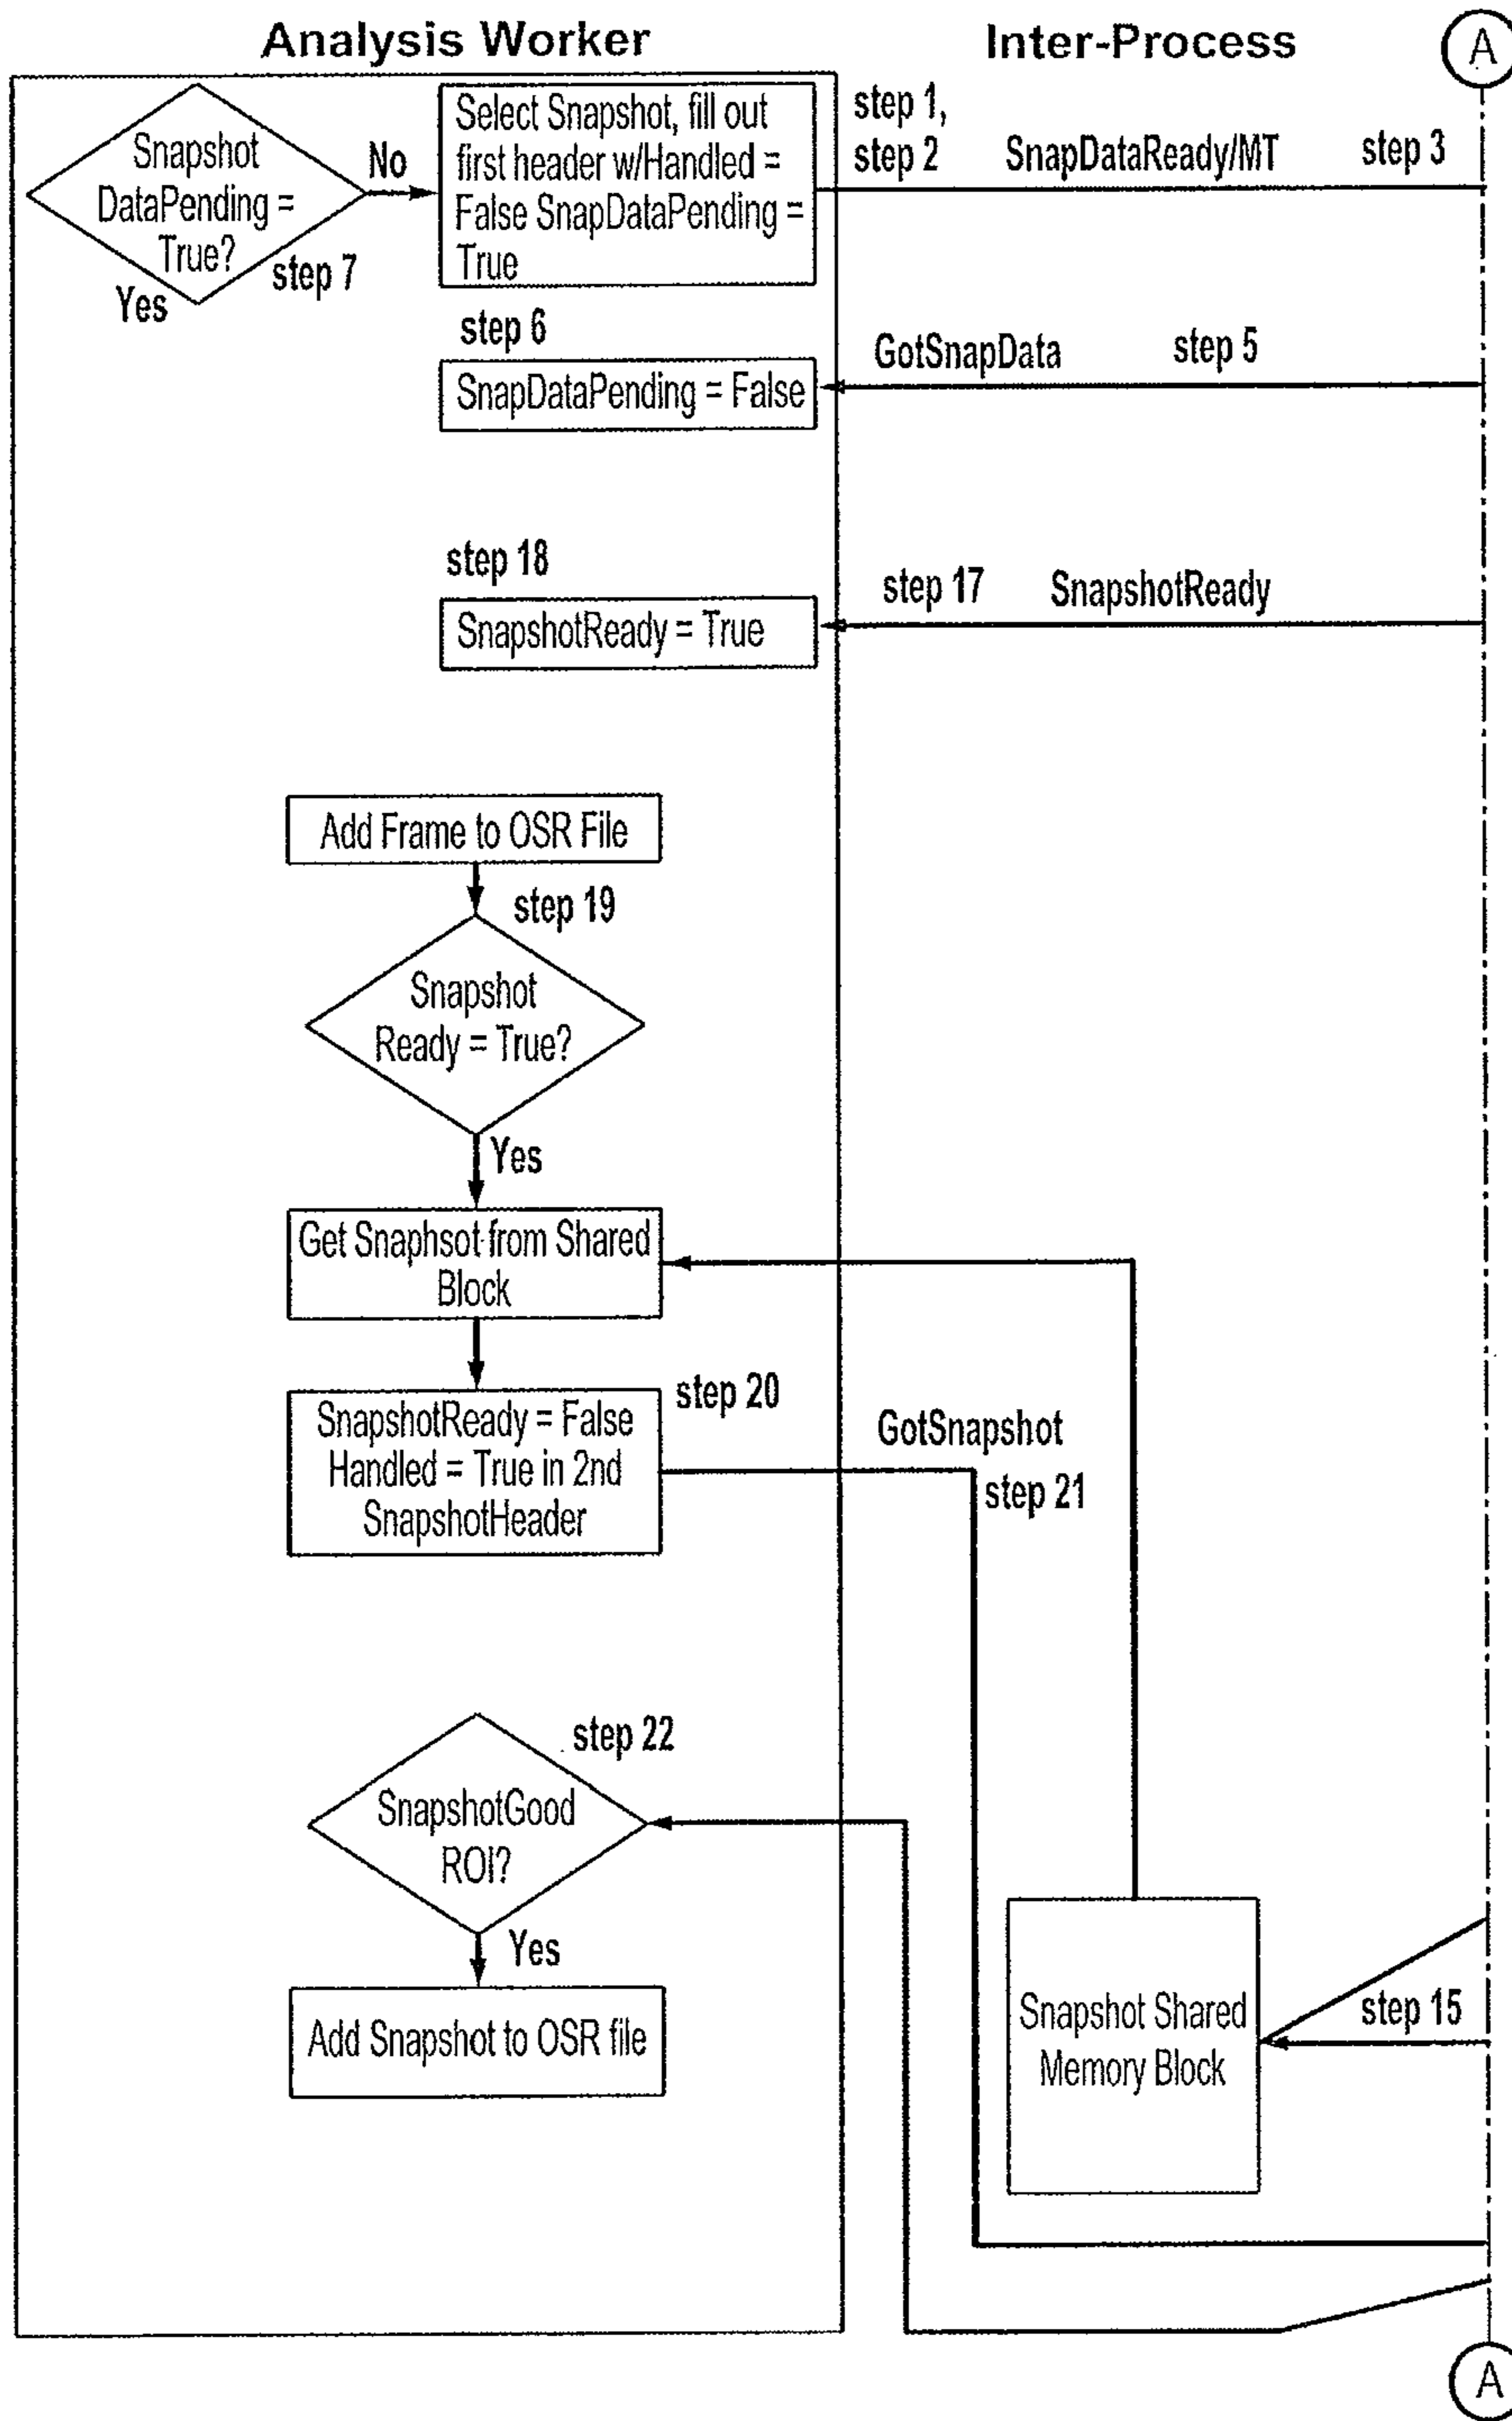 Analysis Worker
Inter-Process
A
Snapshot
DataPending =
True?
step 7
Yes
No
Select Snapshot, fill out
first header w/Handled =
False SnapDataPending =
True
step 1,
step 2
SnapDataReady/MT
step 3
step 6
SnapDataPending = False
GotSnapData
step 5
step 18
SnapshotReady = True
step 17
SnapshotReady
Add Frame to OSR File
step 19
Snapshot
Ready = True?
Yes
Get Snaphsot from Shared
Block
SnapshotReady = False
Handled = True in 2nd
SnapshotHeader
step 20
GotSnapshot
step 21
step 22
SnapshotGood
ROI?
Yes
Add Snapshot to OSR file
Snapshot Shared
Memory Block
step 15
A